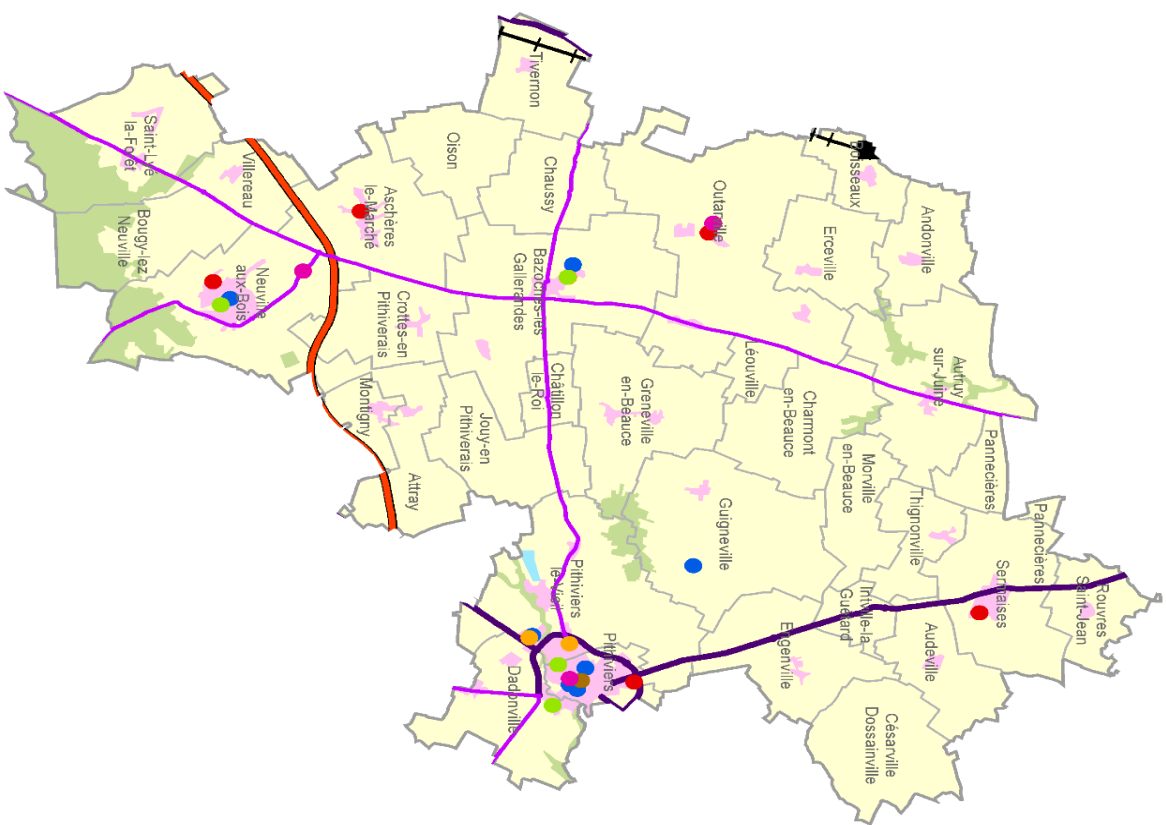 Rouvres
Saint-Jean
Pannecières
Sermaises
Pannecières
Autruy
sur-Juine
Andonville
Audeville
Thignonville
Césarville
Dossainville
Intville-la
Guétard
Morville
en-Beauce
Boisseaux
Erceville
Charmont
en-Beauce
Engenville
Léouville
Guigneville
Outarville
Greneville
en-Beauce
Pithiviers
Pithiviers
le-Vieil
Châtillon
le-Roi
Chaussy
Bazoches-les
Gallerandes
Tivernon
Dadonville
Jouy-en
Pithiverais
Oison
Attray
Crottes-en
Pithiverais
Aschères
le-Marché
Montigny
Neuville
aux-Bois
Villereau
Saint-Lyé
la-Forêt
Bougy-lez
Neuville